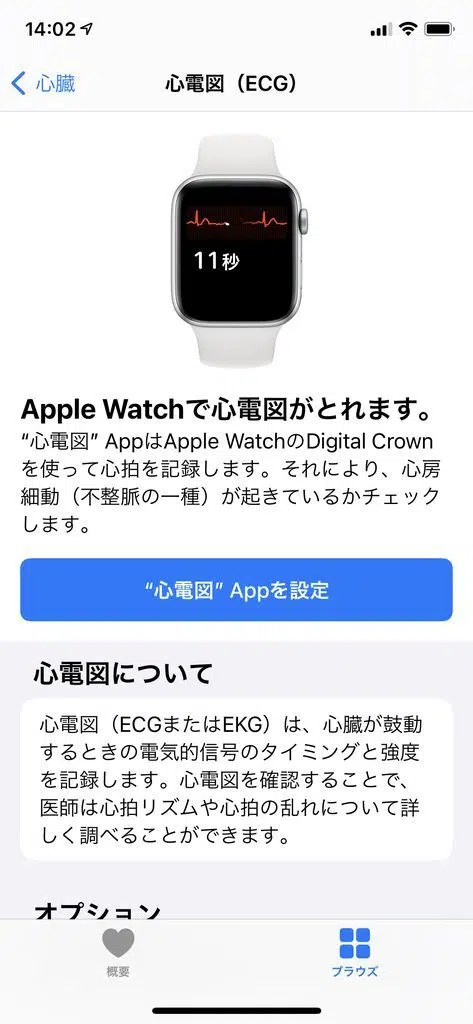 14:02
心臓
心電図（ECG）
11秒
Apple Watchで心電図がとれます。
“心電図” AppはApple WatchのDigital Crown
を使って心拍を記録します。それにより、心房
細動（不整脈の一種）が起きているかチェック
します。
“心電図” Appを設定
心電図について
心電図（ECGまたはEKG）は、心臓が鼓動
するときの電気的信号のタイミングと強度
を記録します。心電図を確認することで、
医師は心拍リズムや心拍の乱れについて詳
しく調べることができます。
オプション
概要
ブラウズ